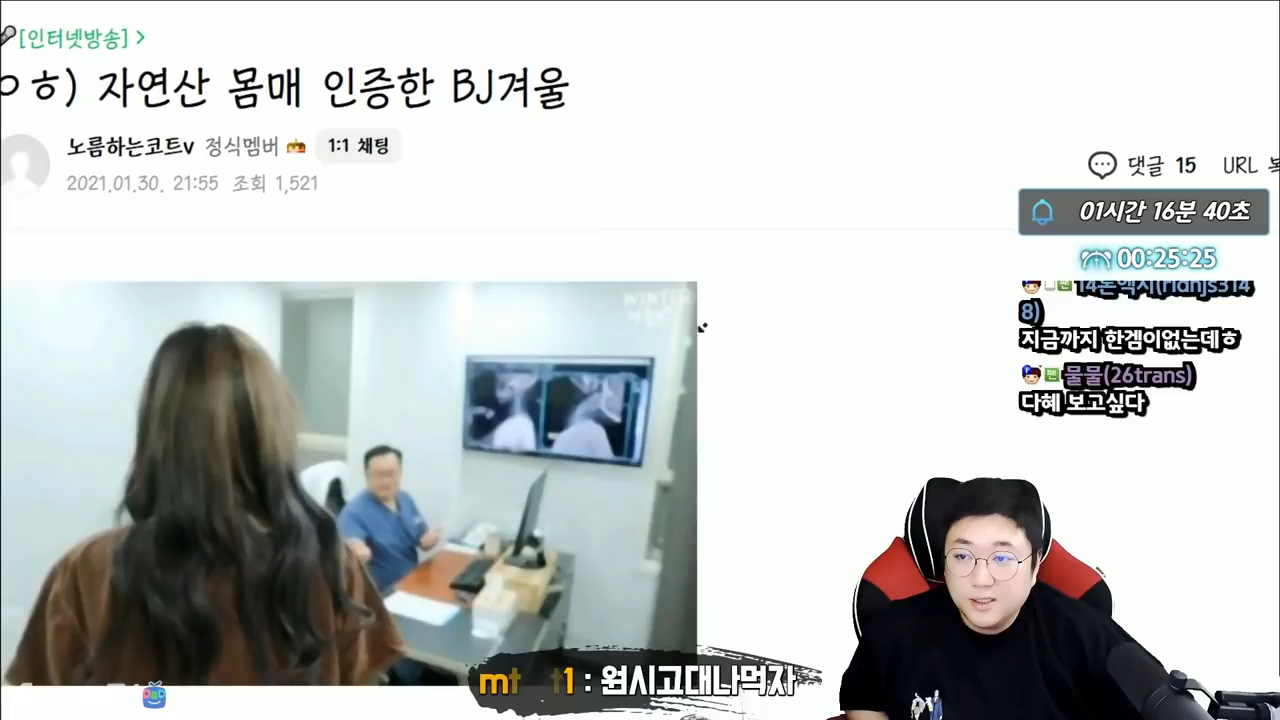 [인터넷방송] >
ㅇㅎ) 자연산 몸매 인증한 BJ겨울
노름하는코트v 정식멤버 1:1 채팅
2021.01.30. 21:55 조회 1,521
댓글 15 URL
01시간 16분 40초
00:25:25
8)
지금까지 한겜이없는데ㅎ
물물(26trans)
다혜 보고싶다
WINTER
: 원시고대나먹자